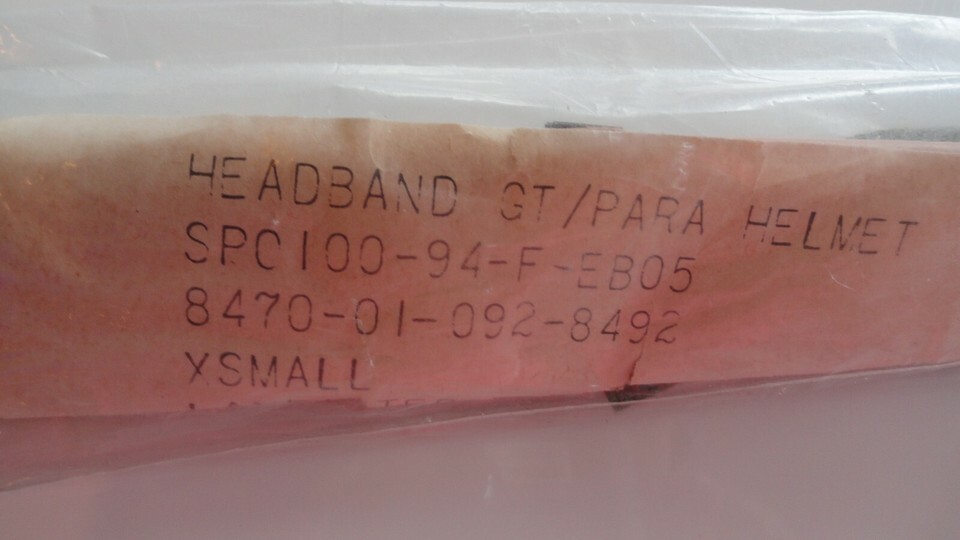 HEADBAND GT/PARA HELMET
SPO100-94-F-EB05
8470-01-092-8492
XSMALL